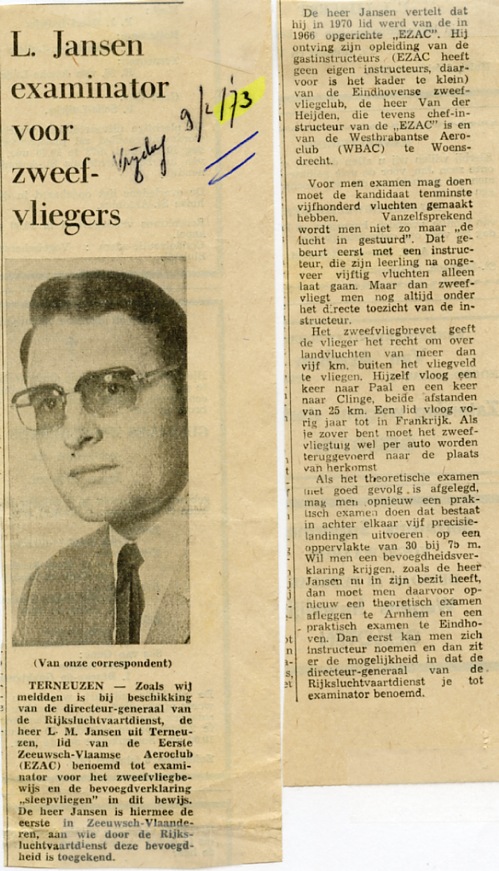 L. Jansen
examinator
voor
zweef-
vliegers
vrijdag 9/2/'73
(Van onze correspondent)
TERNEUZEN — Zoals wij
meldden is bij beschikking
van de directeur-generaal van
de Rijksluchtvaartdienst, de
heer L. M. Jansen uit Terneu-
zen, lid van de Eerste
Zeeuwsch-Vlaamse Aeroclub
(EZAC) benoemd tot exami-
nator voor het zweefvliegbe-
wijs en de bevoegdverklaring
„sleepvliegen” in dit bewijs.
De heer Jansen is hiermee de
eerste in Zeeuwsch-Vlaande-
ren, aan wie door de Rijks-
luchtvaartdienst deze bevoegd-
heid is toegekend.
De heer Jansen vertelt dat
hij in 1970 lid werd van de in
1966 opgerichte „EZAC”. Hij
ontving zijn opleiding van de
gastinstructeurs (EZAC heeft
geen eigen instructeurs, daar-
voor is het kader te klein)
van de Eindhovense zweef-
vliegclub, de heer Van der
Heijden, die tevens chef-in-
structeur van de „EZAC” is en
van de Westbrabantse Aero-
club (WBAC) te Woens-
drecht.
Voor men examen mag doen
moet de kandidaat tenminste
vijfhonderd vluchten gemaakt
hebben. Vanzelfsprekend
wordt men niet zo maar „de
lucht in gestuurd”. Dat ge-
beurt eerst met een instruc-
teur, die zijn leerling na onge-
veer vijftig vluchten alleen
laat gaan. Maar dan zweef-
vliegt men nog altijd onder
het directe toezicht van de in-
structeur.
Het zweefvliegbrevet geeft
de vlieger het recht om over
landvluchten van meer dan
vijf km. buiten het vliegveld
te vliegen. Hijzelf vloog een
keer naar Paal en een keer
naar Clinge, beide afstanden
van 25 km. Een lid vloog vo-
rig jaar tot in Frankrijk. Als
je zover bent moet het zweef-
vliegtuig wel per auto worden
teruggevoerd naar de plaats
van herkomst
Als het theoretische examen
met goed gevolg is afgelegd,
mag men opnieuw een prak-
tisch examen doen dat bestaat
in achter elkaar vijf precisie-
landingen uitvoeren op een
oppervlakte van 30 bij 75 m.
Wil men een bevoegdheidsver-
klaring krijgen, zoals de heer
Jansen nu in zijn bezit heeft,
dan moet men daarvoor op-
nieuw een theoretisch examen
afleggen te Arnhem en een
praktisch examen te Eindho-
ven. Dan eerst kan men zich
instructeur noemen en dan zit
er de mogelijkheid in dat de
directeur-generaal van de
Rijksluchtvaartdienst je tot
examinator benoemd.